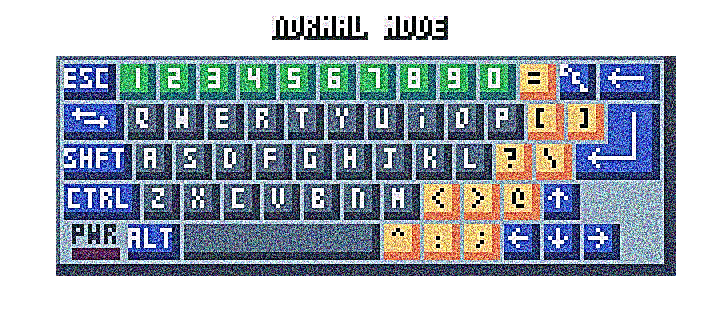 NORMAL MODE
ESC 1 2 3 4 5 6 7 8 9 0 = ←
Q W E R T Y U I O P [ ]
SHFT A S D F G H J K L ? \ ←
CTRL Z X C V B N M < > @ ↑
PWR ALT ^ : ; ← ↓ →